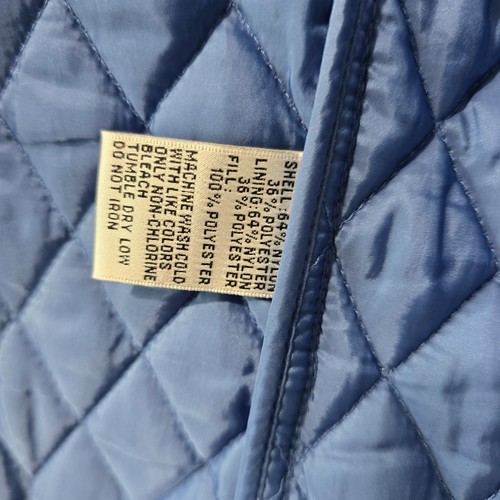 SHELL:64%NYLON
36%POLYESTER
LINING:64%NYLON
36%POLYESTER
FILL:
100%POLYESTER
MACHINE WASH COLD
WITH LIKE COLORS
ONLY NON-CHLORINE
BLEACH
TUMBLE DRY LOW
DO NOT IRON